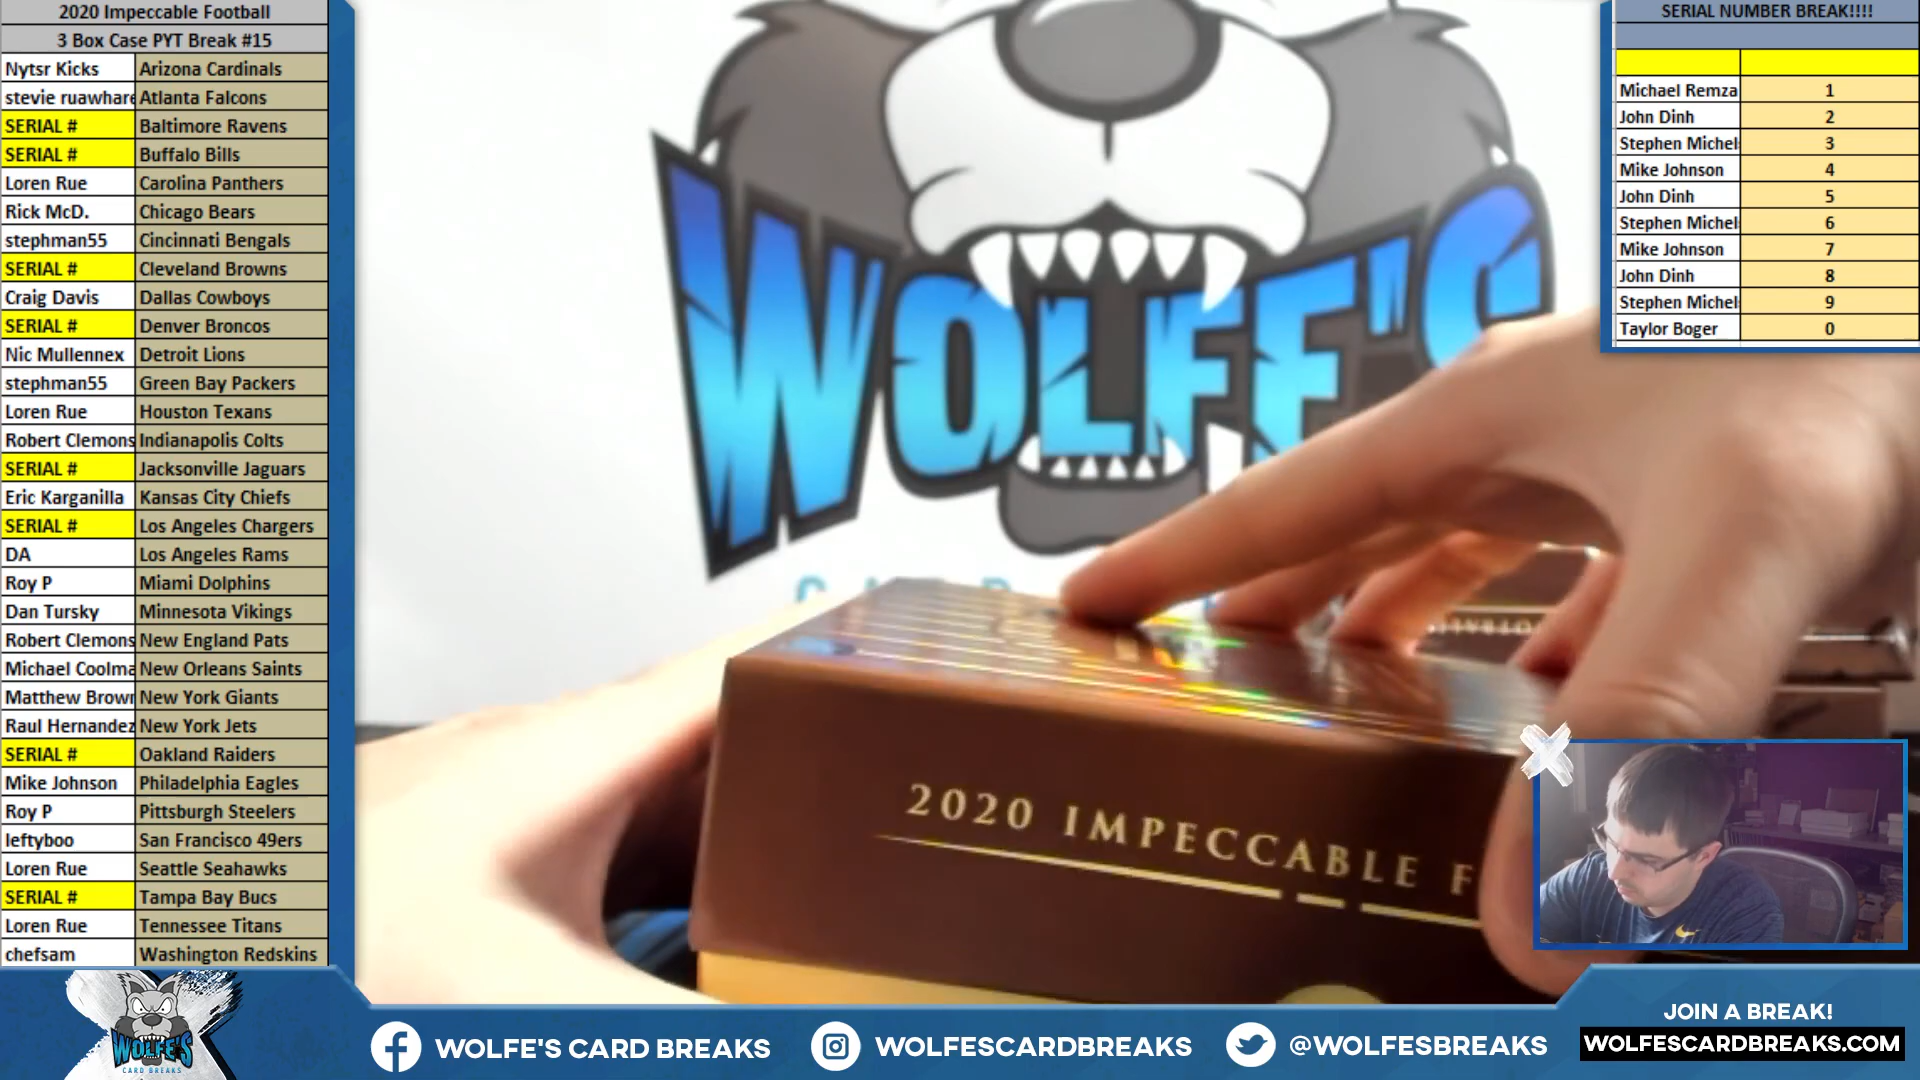 2020 Impeccable Football
3 Box Case PYT Break #15
Nytsr Kicks Arizona Cardinals
stevie ruawhare Atlanta Falcons
SERIAL # Baltimore Ravens
SERIAL # Buffalo Bills
Loren Rue Carolina Panthers
Rick McD. Chicago Bears
stephman55 Cincinnati Bengals
SERIAL # Cleveland Browns
Craig Davis Dallas Cowboys
SERIAL # Denver Broncos
Nic Mullennex Detroit Lions
stephman55 Green Bay Packers
Loren Rue Houston Texans
Robert Clemons Indianapolis Colts
SERIAL # Jacksonville Jaguars
Eric Karganilla Kansas City Chiefs
SERIAL # Los Angeles Chargers
DA Los Angeles Rams
Roy P Miami Dolphins
Dan Tursky Minnesota Vikings
Robert Clemons New England Pats
Michael Coolma New Orleans Saints
Matthew Brown New York Giants
Raul Hernandez New York Jets
SERIAL # Oakland Raiders
Mike Johnson Philadelphia Eagles
Roy P Pittsburgh Steelers
leftyboo San Francisco 49ers
Loren Rue Seattle Seahawks
SERIAL # Tampa Bay Bucs
Loren Rue Tennessee Titans
chefsam Washington Redskins
WOLFE'S
2020 IMPECCABLE F
SERIAL NUMBER BREAK!!!!
Michael Remza 1
John Dinh 2
Stephen Michel 3
Mike Johnson 4
John Dinh 5
Stephen Michel 6
Mike Johnson 7
John Dinh 8
Stephen Michel 9
Taylor Boger 0
WOLFE'S
CARD BREAKS
WOLFE'S CARD BREAKS
WOLFESCARDBREAKS
@WOLFESBREAKS
JOIN A BREAK!
WOLFESCARDBREAKS.COM